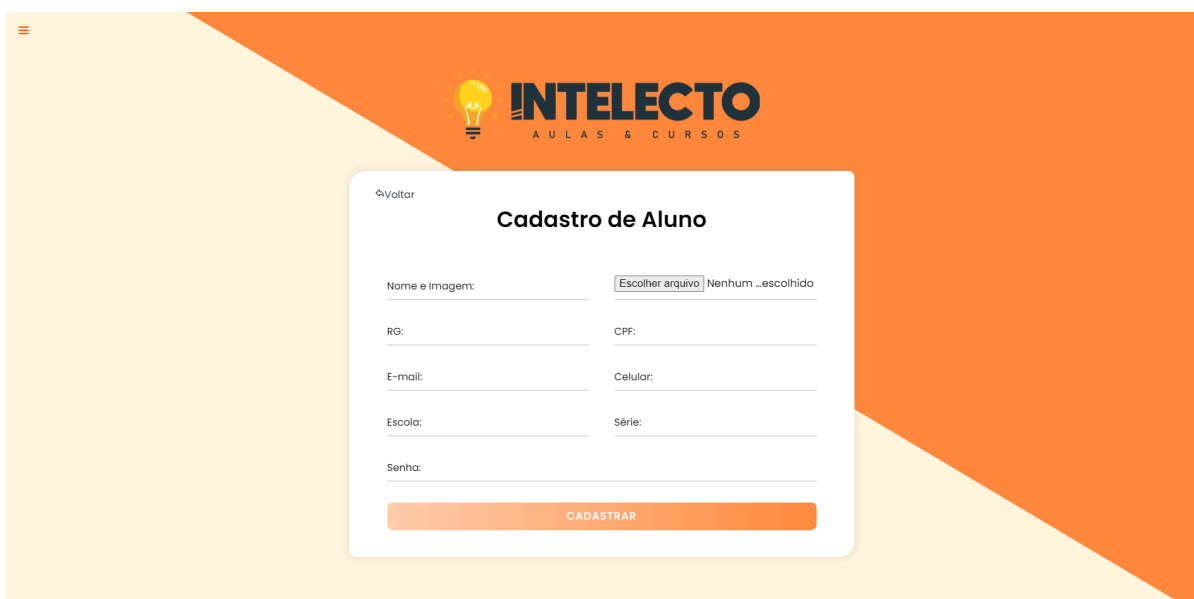 INTELECTO
AULAS & CURSOS
Voltar
Cadastro de Aluno
Nome e Imagem:
Escolher arquivo Nenhum ...escolhido
RG:
CPF:
E-mail:
Celular:
Escola:
Série:
Senha:
CADASTRAR